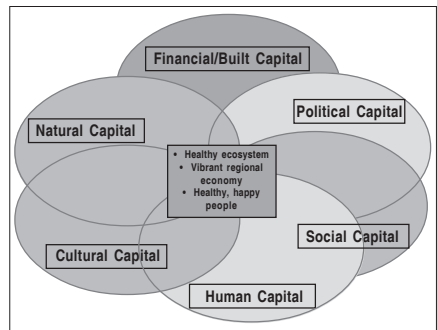 Financial/Built Capital
Political Capital
Natural Capital
• Healthy ecosystem
• Vibrant regional
economy
• Healthy, happy
people
Social Capital
Cultural Capital
Human Capital